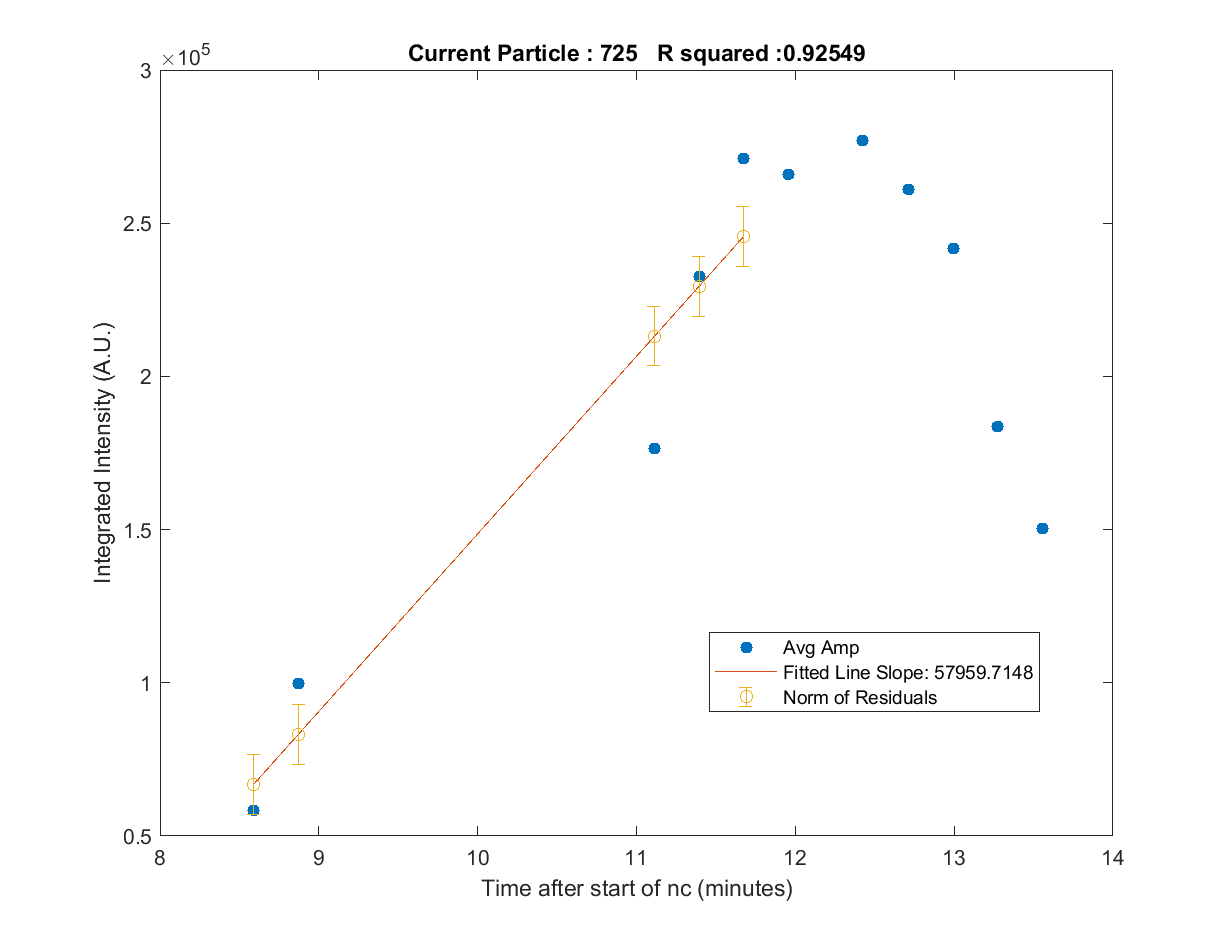 Current Particle : 725   R squared :0.92549
×10^5
3
2.5
2
1.5
1
0.5
Integrated Intensity (A.U.)
Avg Amp
Fitted Line Slope: 57959.7148
Norm of Residuals
8 9 10 11 12 13 14
Time after start of nc (minutes)